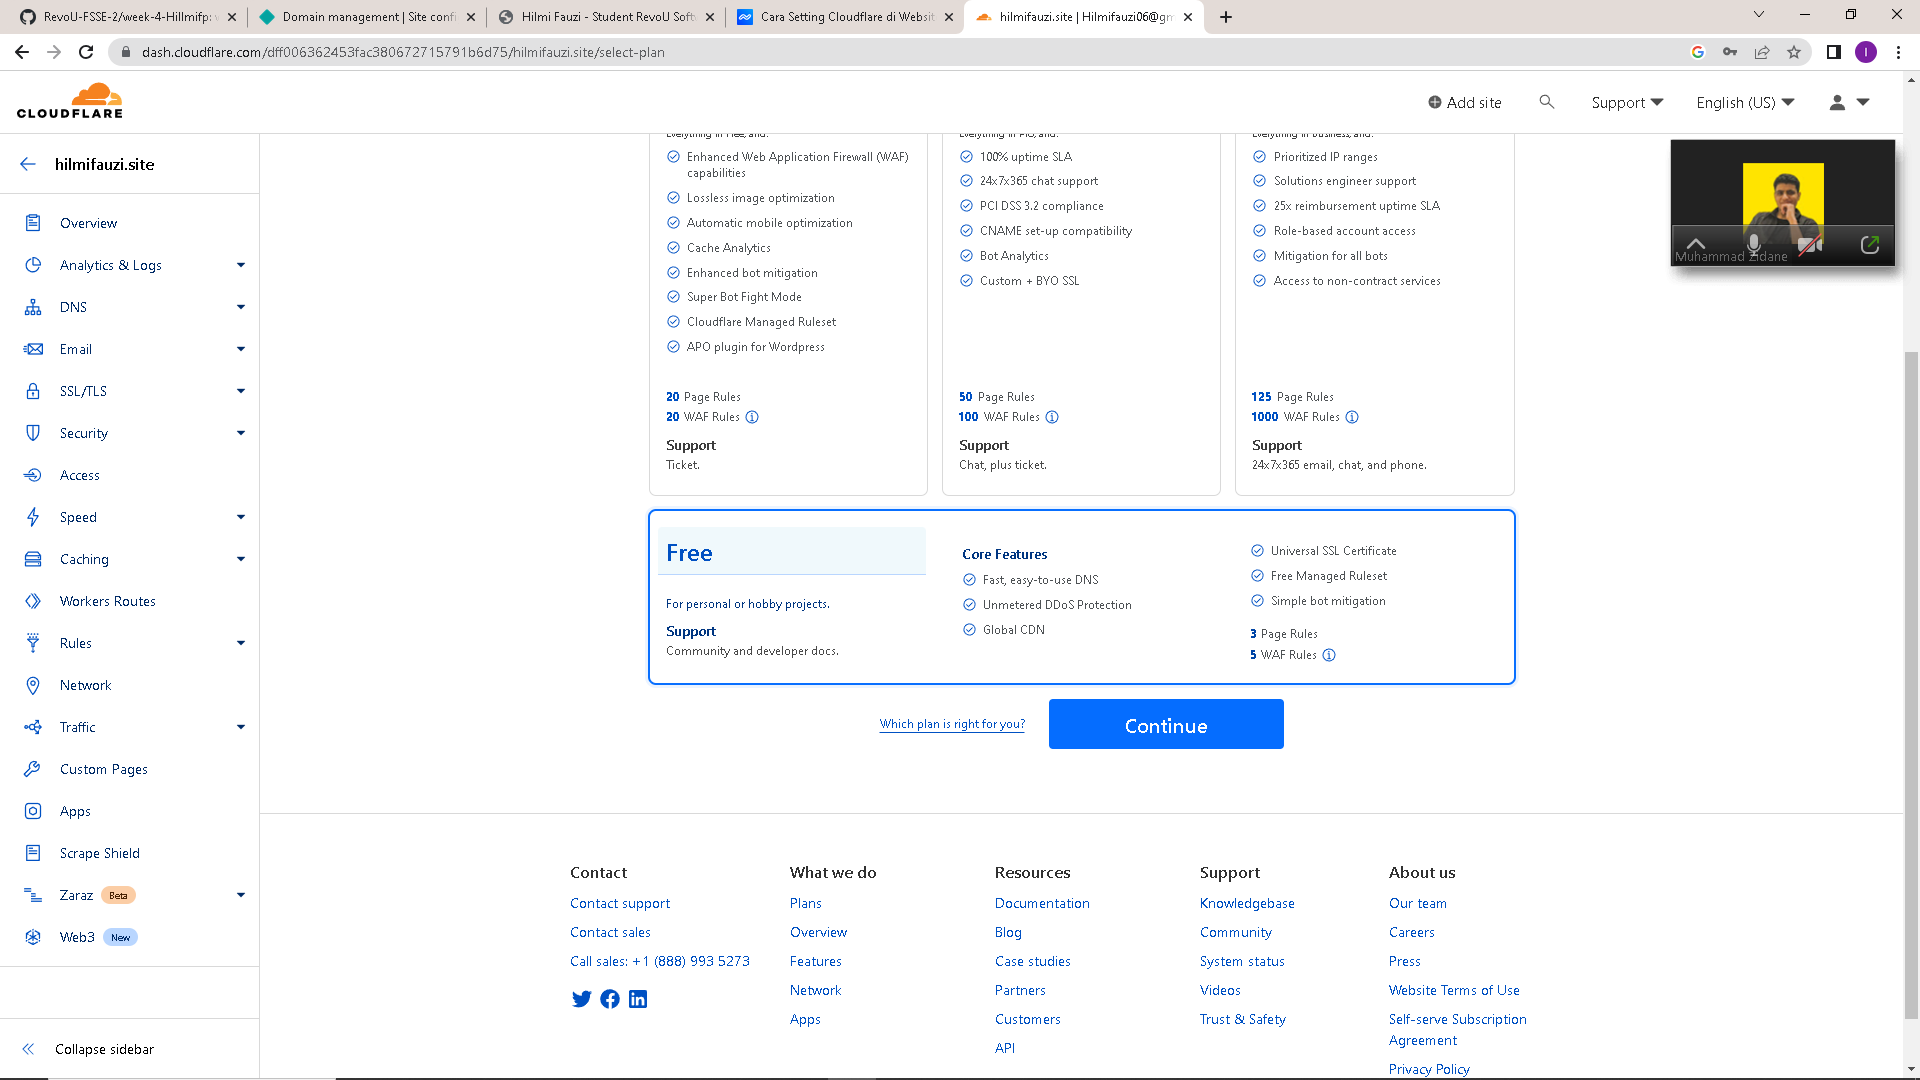 RevoU-FSSE-2/week-4-Hillmifp:
Domain management | Site confi
Hilmi Fauzi - Student RevoU Soft
Cara Setting Cloudflare di Websit
hilmifauzi.site | Hilmifauzi06@gm
dash.cloudflare.com/dff006362453fac380672715791b6d75/hilmifauzi.site/select-plan
I
CLOUDFLARE
Add site
Support
English (US)
hilmifauzi.site
Overview
Analytics & Logs
DNS
Email
SSL/TLS
Security
Access
Speed
Caching
Workers Routes
Rules
Network
Traffic
Custom Pages
Apps
Scrape Shield
Zaraz Beta
Web3 New
Collapse sidebar
Everything in Free, and:
Enhanced Web Application Firewall (WAF)
capabilities
Lossless image optimization
Automatic mobile optimization
Cache Analytics
Enhanced bot mitigation
Super Bot Fight Mode
Cloudflare Managed Ruleset
APO plugin for Wordpress
20 Page Rules
20 WAF Rules
Support
Ticket.
Everything in Pro, and:
100% uptime SLA
24x7x365 chat support
PCI DSS 3.2 compliance
CNAME set-up compatibility
Bot Analytics
Custom + BYO SSL
50 Page Rules
100 WAF Rules
Support
Chat, plus ticket.
Everything in Business, and:
Prioritized IP ranges
Solutions engineer support
25x reimbursement uptime SLA
Role-based account access
Mitigation for all bots
Access to non-contract services
125 Page Rules
1000 WAF Rules
Support
24x7x365 email, chat, and phone.
Muhammad Zidane
Free
For personal or hobby projects.
Support
Community and developer docs.
Core Features
Fast, easy-to-use DNS
Unmetered DDoS Protection
Global CDN
Universal SSL Certificate
Free Managed Ruleset
Simple bot mitigation
3 Page Rules
5 WAF Rules
Which plan is right for you?
Continue
Contact
Contact support
Contact sales
Call sales: +1 (888) 993 5273
What we do
Plans
Overview
Features
Network
Apps
Resources
Documentation
Blog
Case studies
Partners
Customers
API
Support
Knowledgebase
Community
System status
Videos
Trust & Safety
About us
Our team
Careers
Press
Website Terms of Use
Self-serve Subscription
Agreement
Privacy Policy